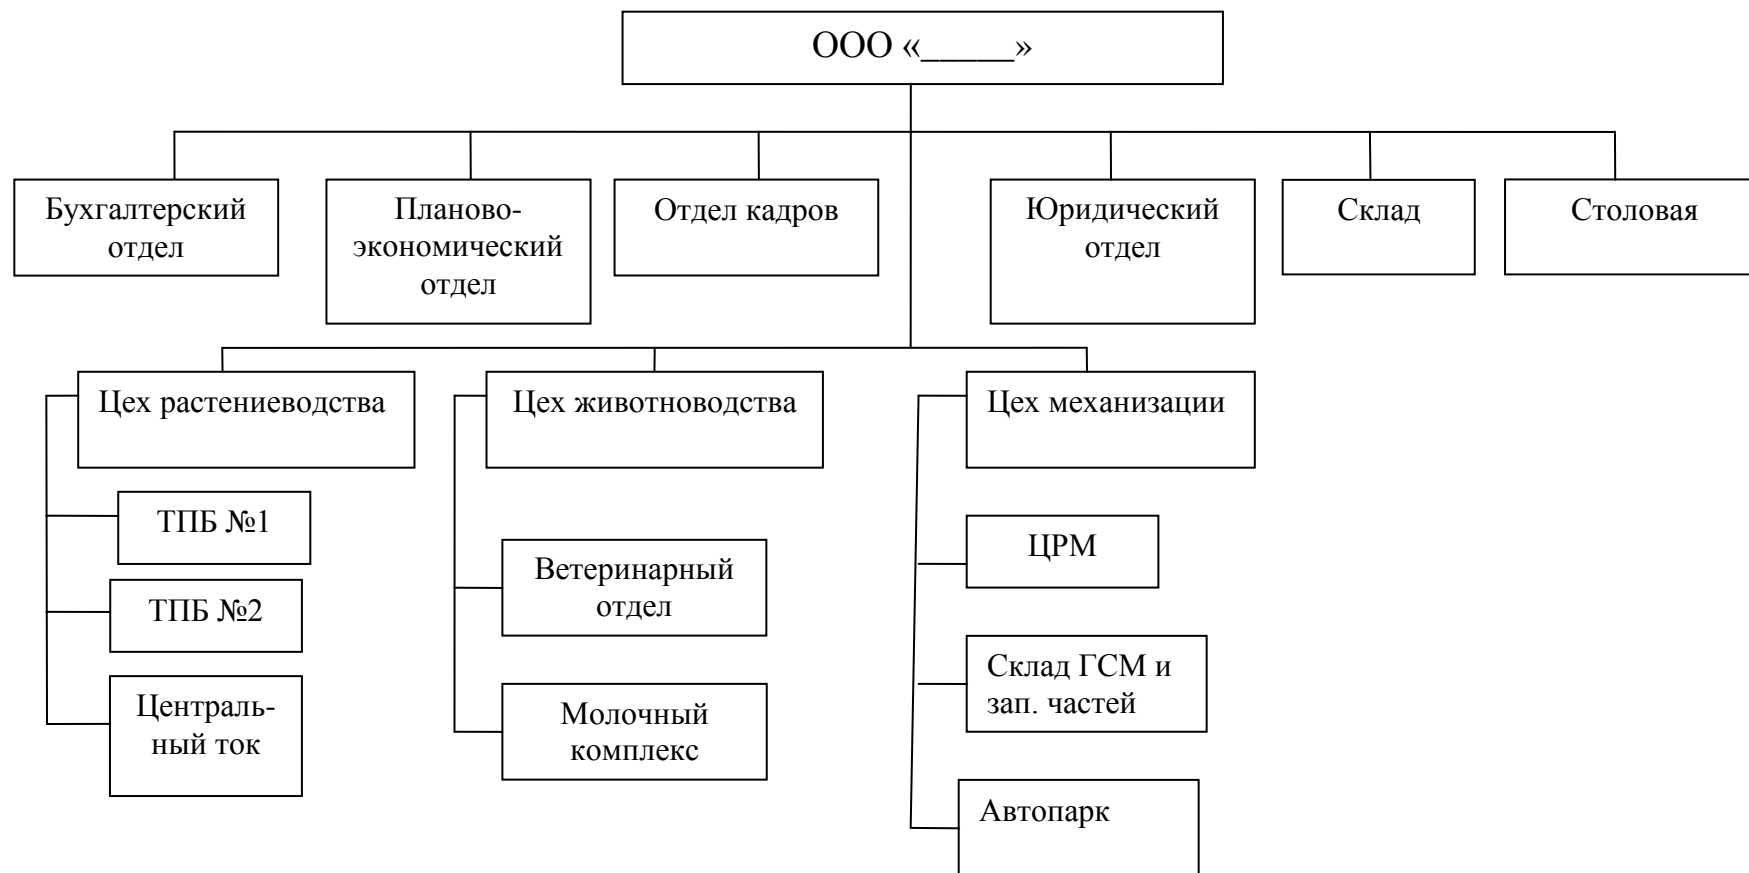 ООО «_____»
Бухгалтерский
отдел
Планово-
экономический
отдел
Отдел кадров
Юридический
отдел
Склад
Столовая
Цех растениеводства
Цех животноводства
Цех механизации
ТПБ №1
ТПБ №2
Централь-
ный ток
Ветеринарный
отдел
Молочный
комплекс
ЦРМ
Склад ГСМ и
зап. частей
Автопарк